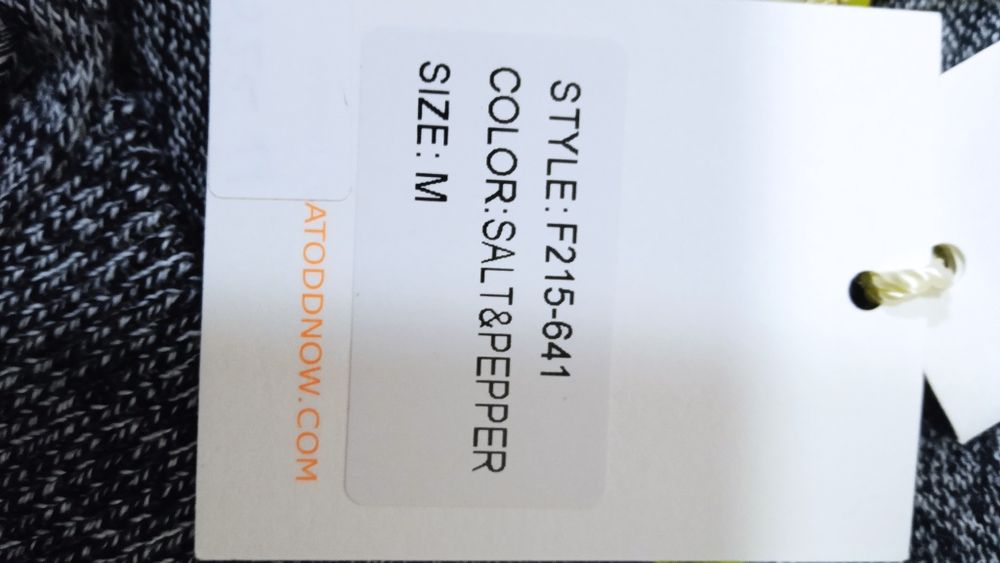 STYLE: F215-641
COLOR:SALT&PEPPER
SIZE: M
ATODDNOW.COM